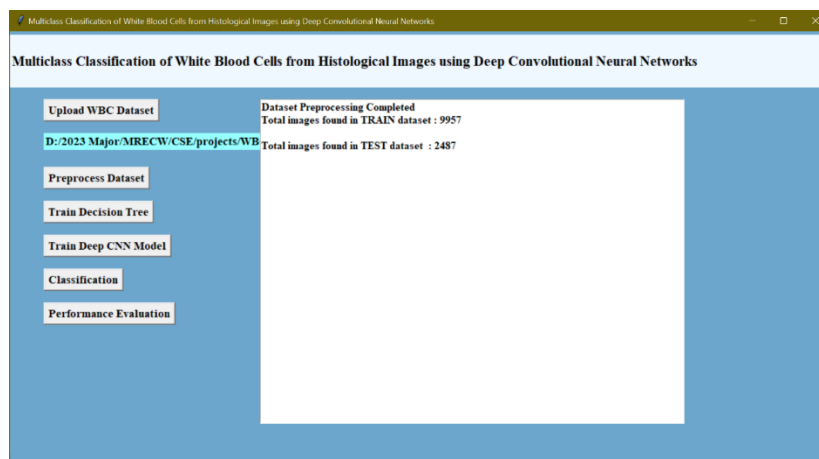 Multiclass Classification of White Blood Cells from Histological Images using Deep Convolutional Neural Networks
Multiclass Classification of White Blood Cells from Histological Images using Deep Convolutional Neural Networks
Upload WBC Dataset
D:/2023 Major/MRECW/CSE/projects/WB
Preprocess Dataset
Train Decision Tree
Train Deep CNN Model
Classification
Performance Evaluation
Dataset Preprocessing Completed
Total images found in TRAIN dataset : 9957
Total images found in TEST dataset : 2487